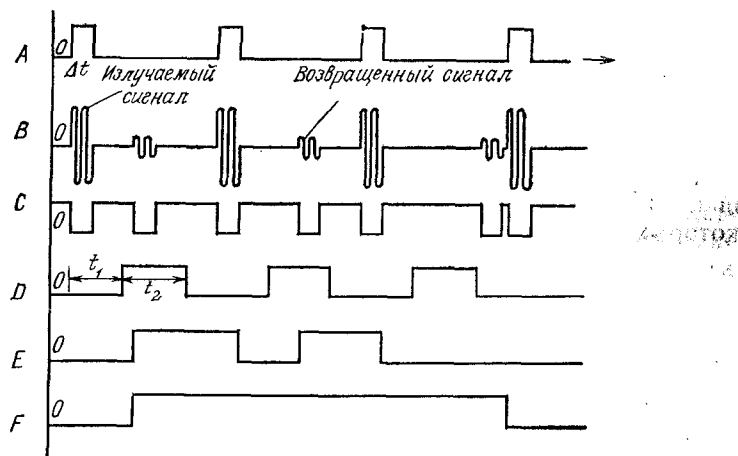 A
0
Δt
Излучаемый
сигнал
Возвращенный сигнал
B
0
C
0
D
0
t₁
t₂
E
0
F
0